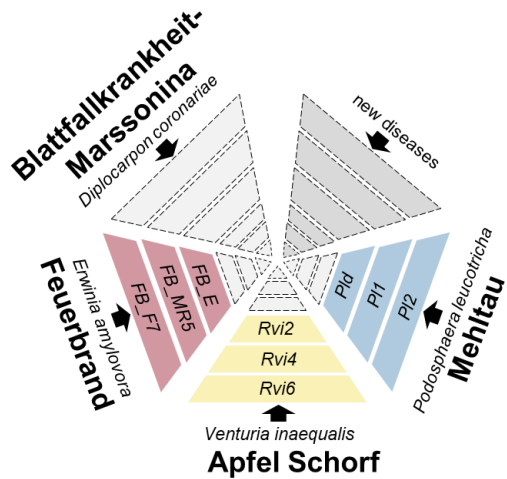 Blattfallkrankheit-
Marssonina
Diplocarpon coronariae
new diseases
Feuerbrand
Erwinia amylovora
FB_F7
FB_MR5
FB_E
Pld
Pl1
Pl2
Podosphaera leucotricha
Mehltau
Rvi2
Rvi4
Rvi6
Venturia inaequalis
Apfel Schorf